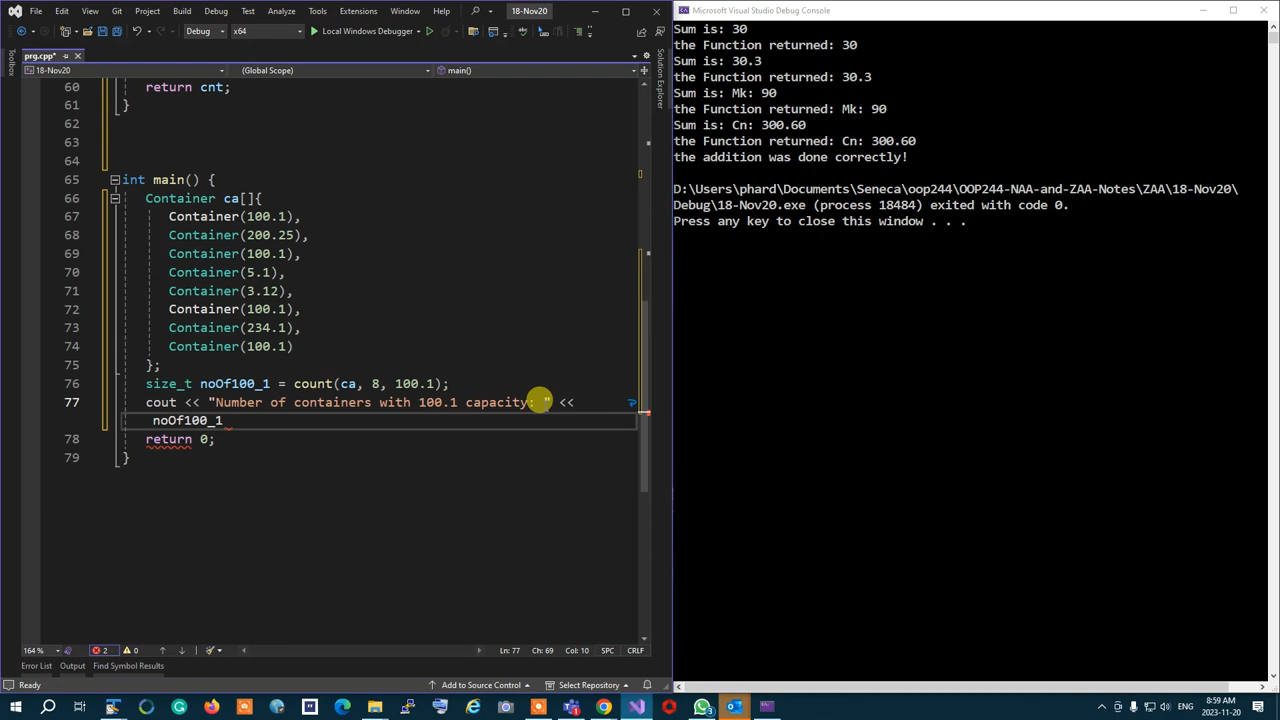 File Edit View Git Project Build Debug Test Analyze Tools Extensions Window Help 18-Nov20
Debug x64 Local Windows Debugger
prg.cpp*
18-Nov20 (Global Scope) main()
Toolbox
Solution Explorer
60 return cnt;
61 }
62
63
64
65 int main() {
66 Container ca[]{
67 Container(100.1),
68 Container(200.25),
69 Container(100.1),
70 Container(5.1),
71 Container(3.12),
72 Container(100.1),
73 Container(234.1),
74 Container(100.1)
75 };
76 size_t noOf100_1 = count(ca, 8, 100.1);
77 cout << "Number of containers with 100.1 capacity: " <<
noOf100_1
78 return 0;
79 }
164 % 2 0 Ln: 77 Ch: 69 Col: 10 SPC CRLF
Error List Output Find Symbol Results
Ready Add to Source Control Select Repository
Microsoft Visual Studio Debug Console
Sum is: 30
the Function returned: 30
Sum is: 30.3
the Function returned: 30.3
Sum is: Mk: 90
the Function returned: Mk: 90
Sum is: Cn: 300.60
the Function returned: Cn: 300.60
the addition was done correctly!
D:\Users\phard\Documents\Seneca\oop244\OOP244-NAA-and-ZAA-Notes\ZAA\18-Nov20\
Debug\18-Nov20.exe (process 18484) exited with code 0.
Press any key to close this window . . .
3
ENG 8:59 AM
2023-11-20